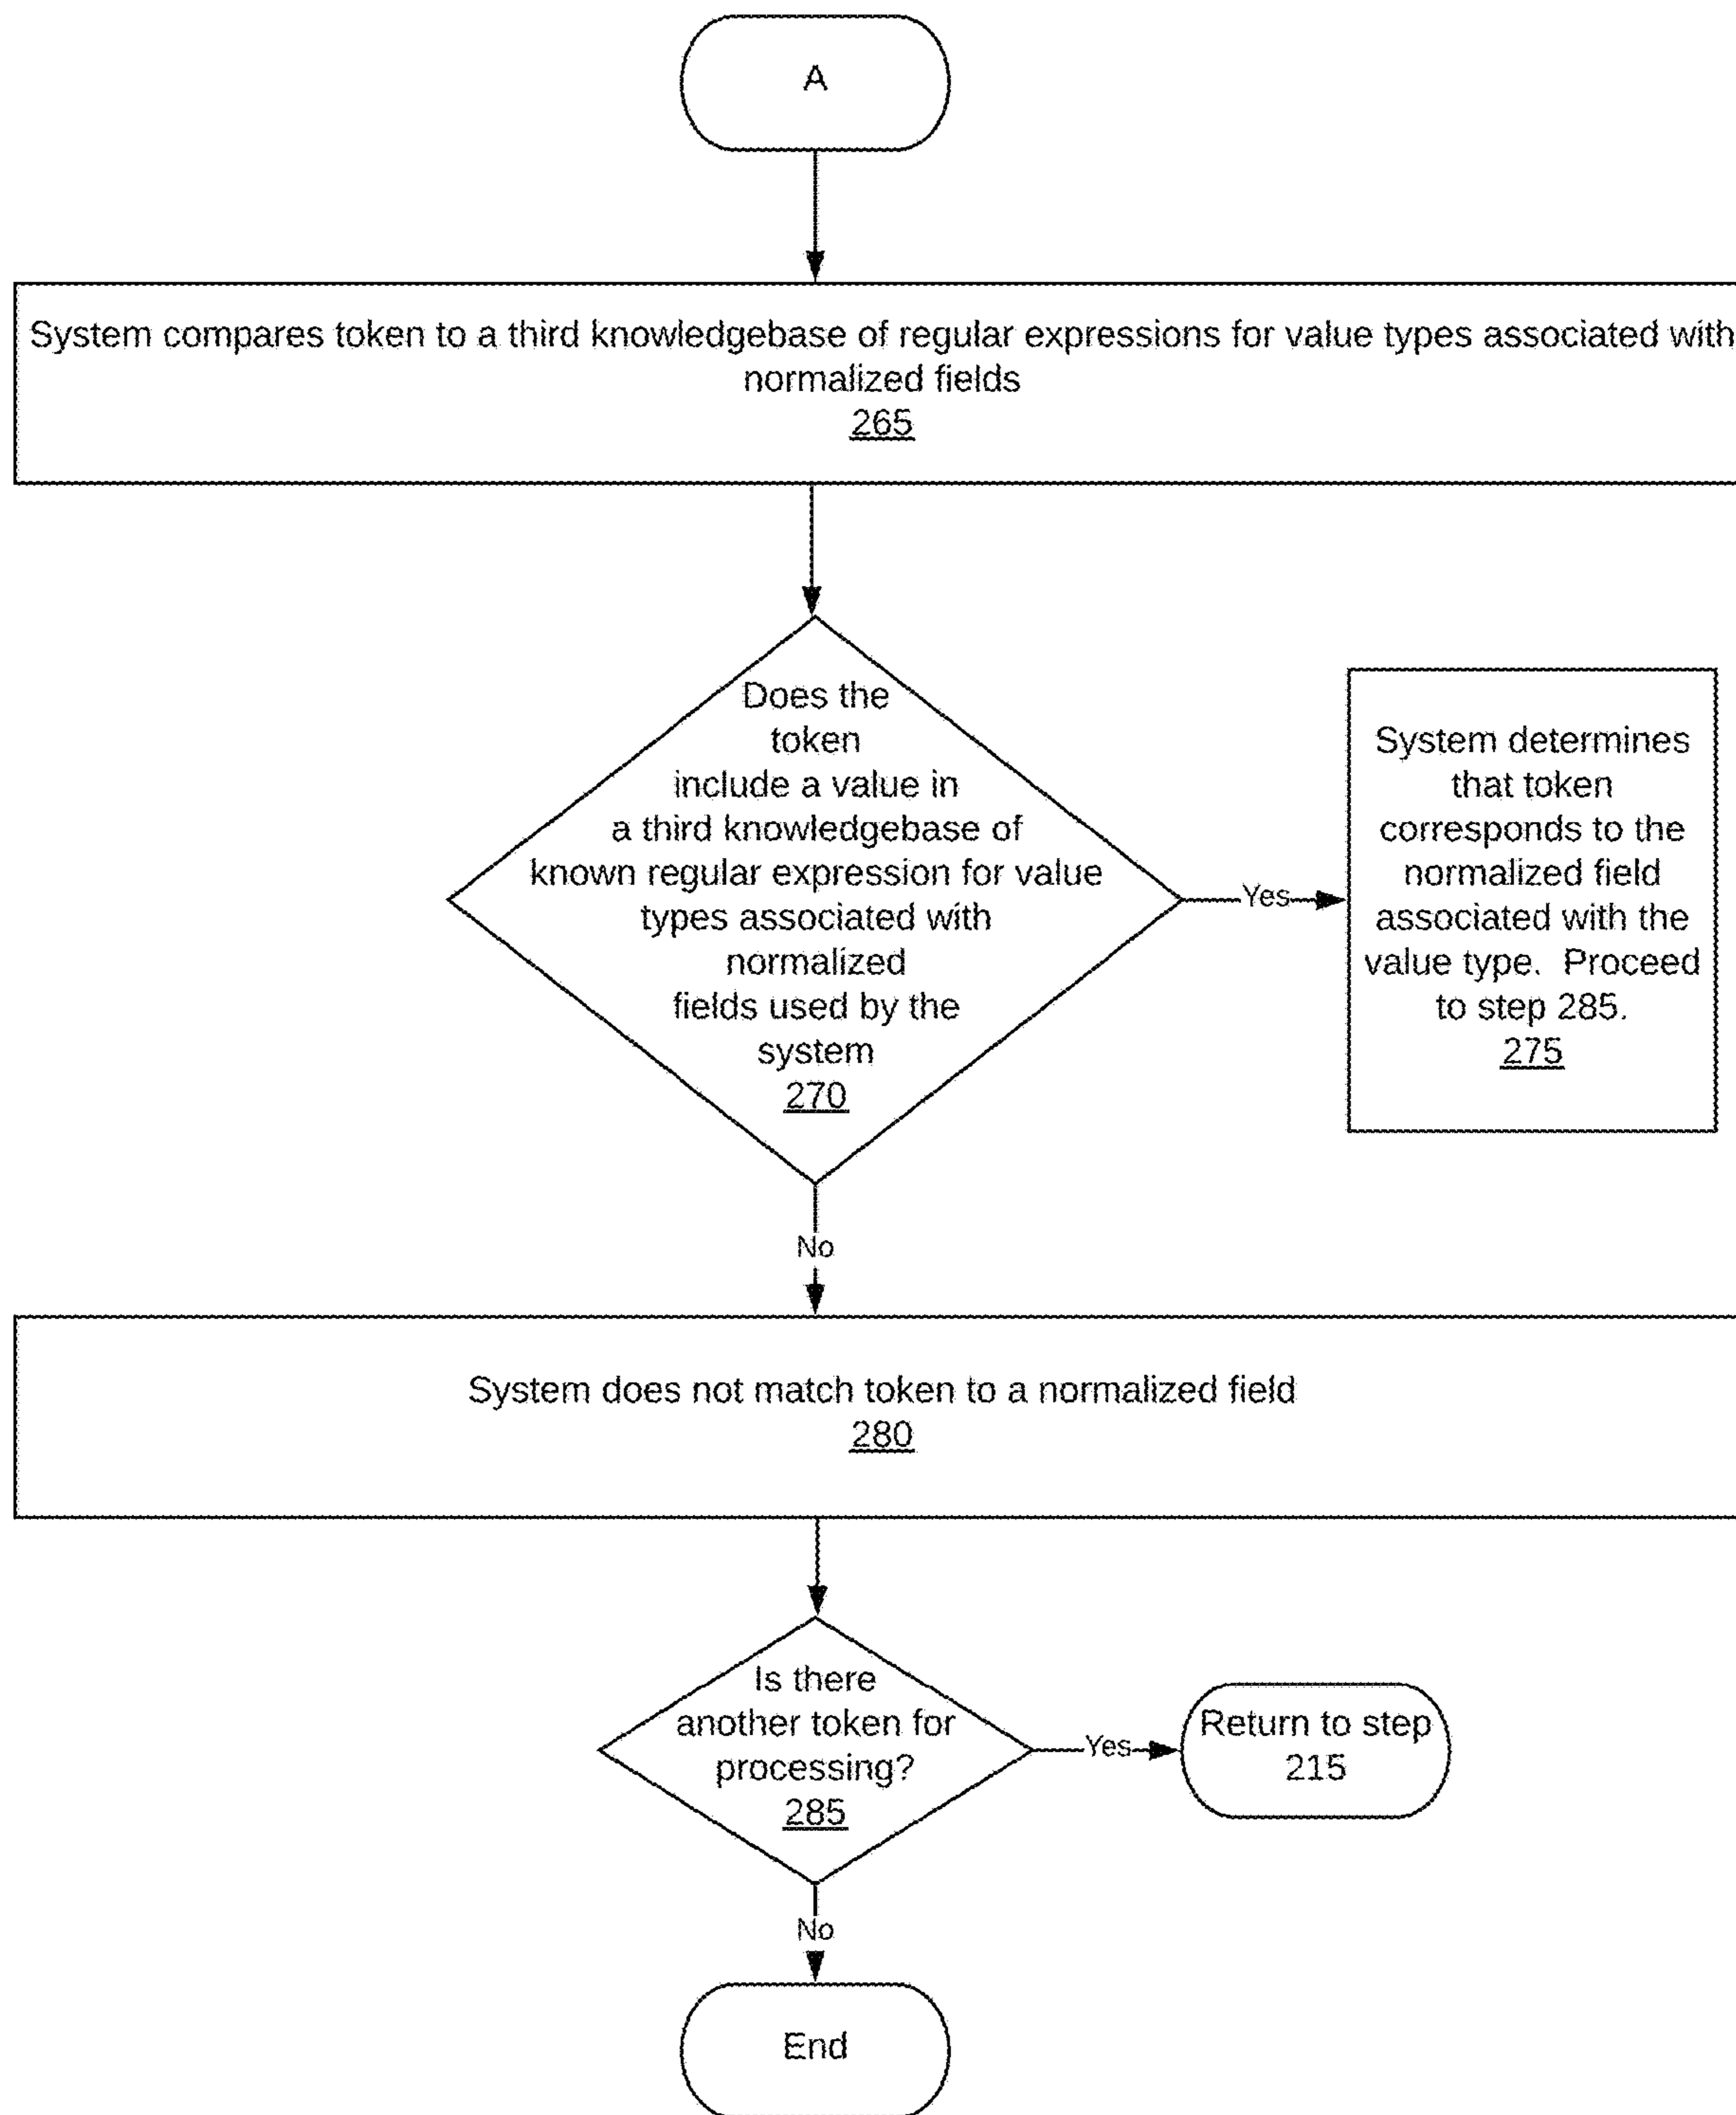 A
System compares token to a third knowledgebase of regular expressions for value types associated with
normalized fields
265
Does the
token
include a value in
a third knowledgebase of
known regular expression for value
types associated with
normalized
fields used by the
system
270
Yes
System determines
that token
corresponds to the
normalized field
associated with the
value type. Proceed
to step 285.
275
No
System does not match token to a normalized field
280
Is there
another token for
processing?
285
Yes
Return to step
215
No
End